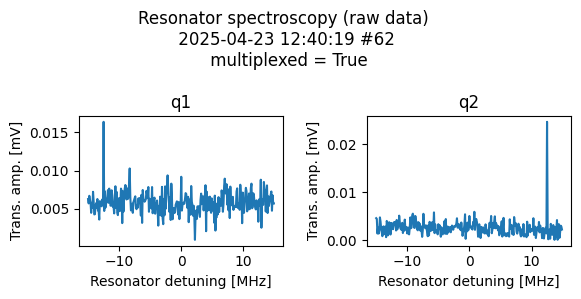 Resonator spectroscopy (raw data)
2025-04-23 12:40:19 #62
multiplexed = True
q1
q2
Trans. amp. [mV]
0.015
0.010
0.005
−10
0
10
Resonator detuning [MHz]
Trans. amp. [mV]
0.02
0.01
0.00
−10
0
10
Resonator detuning [MHz]